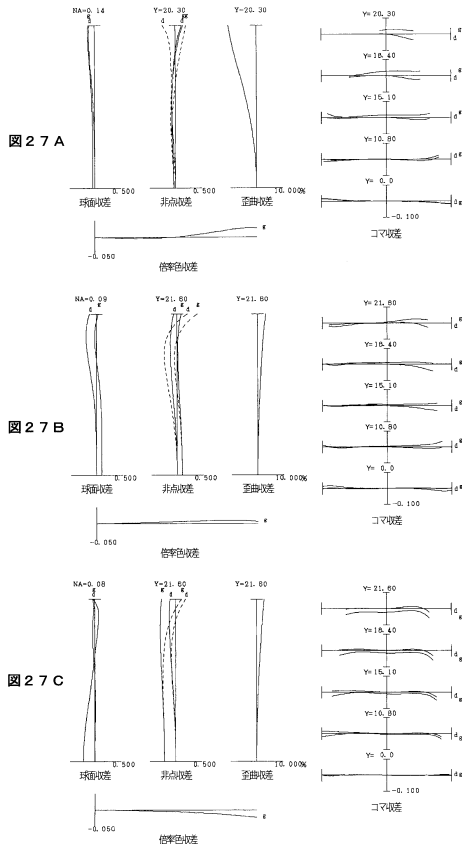 図27A
NA=0.14
g
d
0.500
球面収差
Y=20.30
d
gg
d
0.500
非点収差
Y=20.30
10.000%
歪曲収差
-0.050
g
倍率色収差
Y=20.30
g
d
Y=18.40
g
d
Y=15.10
d g
Y=10.80
d g
Y= 0.0
d g
-0.100
コマ収差
図27B
NA=0.09
d g
0.500
球面収差
Y=21.60
d g d g
0.500
非点収差
Y=21.60
10.000%
歪曲収差
-0.050
g
倍率色収差
Y=21.60
g
d
Y=18.40
g
d
Y=15.10
g
d
Y=10.80
g
d
Y= 0.0
d g
-0.100
コマ収差
図27C
NA=0.08
g
d
0.500
球面収差
Y=21.60
g d g
d
0.500
非点収差
Y=21.60
10.000%
歪曲収差
-0.050
g
倍率色収差
Y=21.60
d
g
Y=18.40
d
g
Y=15.10
d
g
Y=10.80
d g
Y= 0.0
d g
-0.100
コマ収差